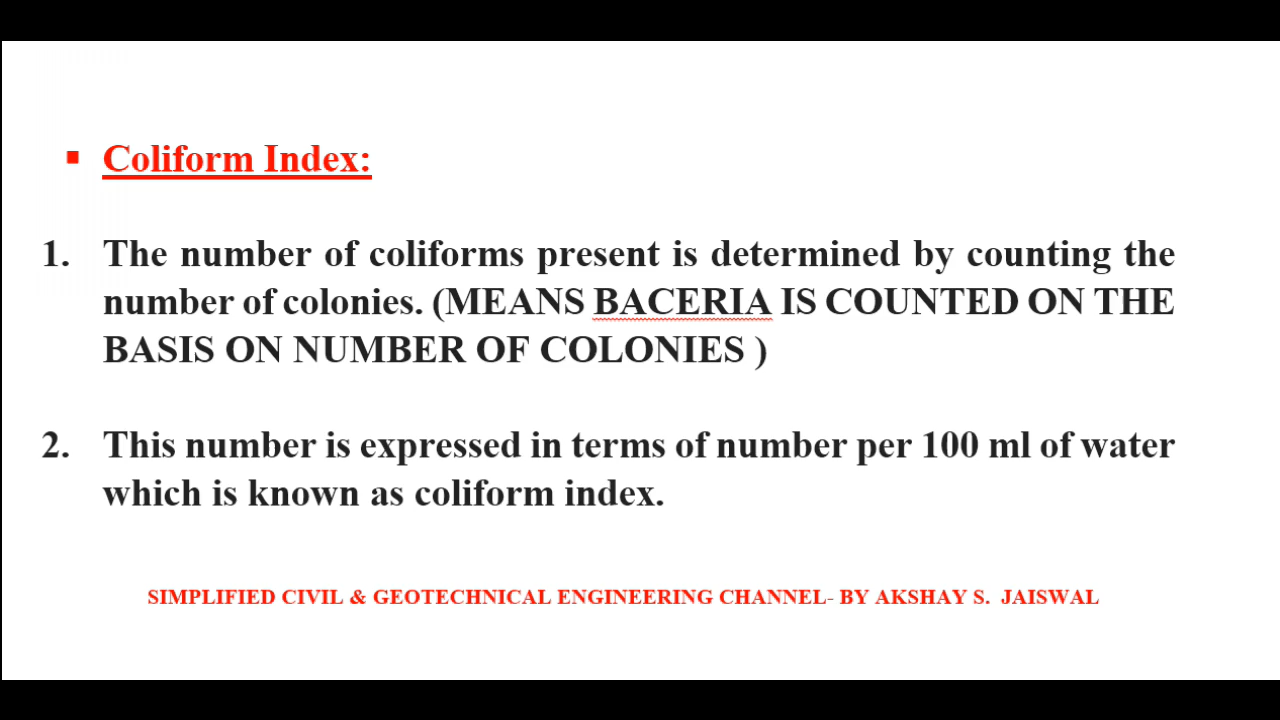 ▪ Coliform Index:
1. The number of coliforms present is determined by counting the
number of colonies. (MEANS BACERIA IS COUNTED ON THE
BASIS ON NUMBER OF COLONIES )
2. This number is expressed in terms of number per 100 ml of water
which is known as coliform index.
SIMPLIFIED CIVIL & GEOTECHNICAL ENGINEERING CHANNEL- BY AKSHAY S. JAISWAL